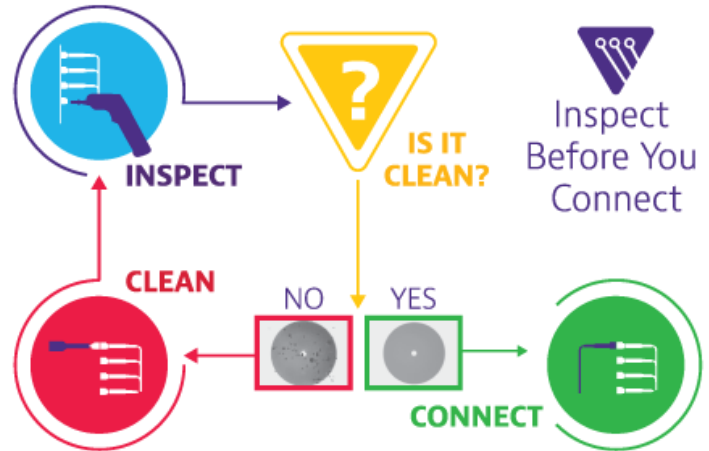 ?
INSPECT
IS IT
CLEAN?
Inspect
Before You
Connect
CLEAN
NO
YES
CONNECT